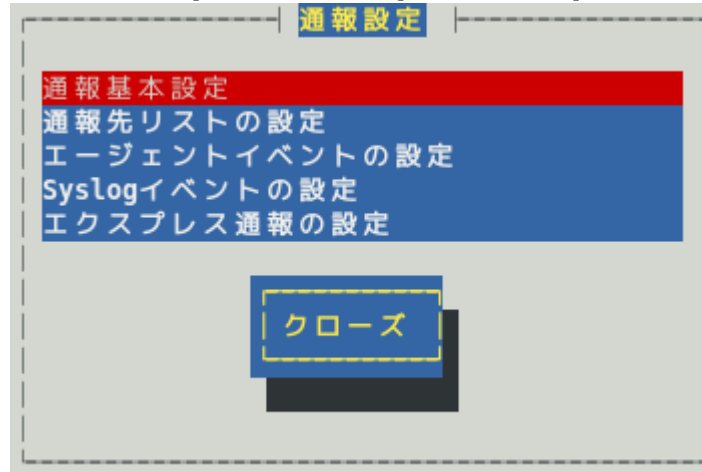 通報設定
通報基本設定
通報先リストの設定
エージェントイベントの設定
Syslogイベントの設定
エクスプレス通報の設定
クローズ